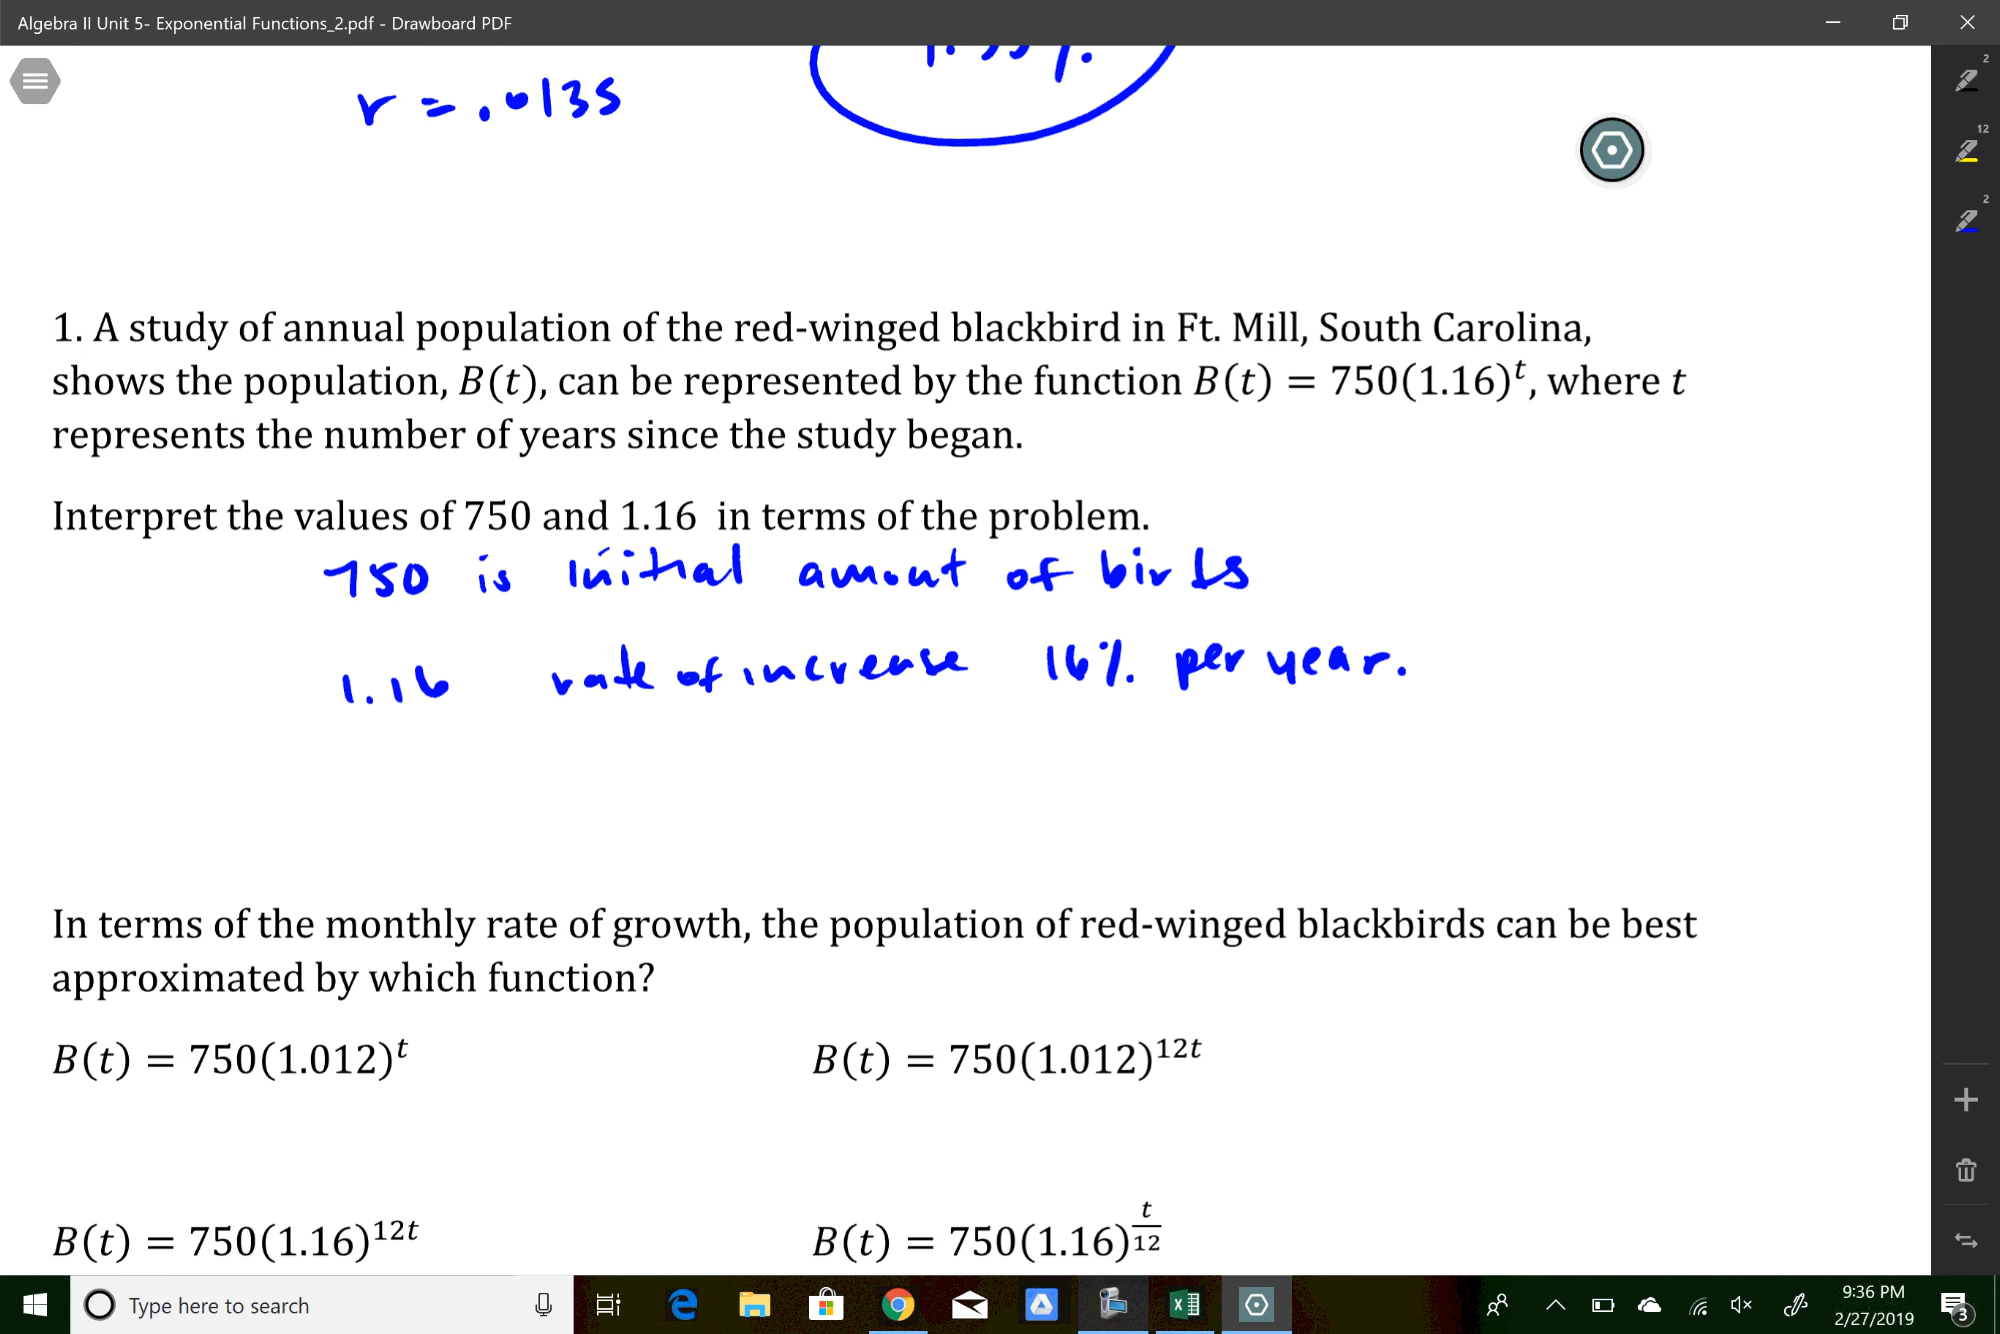 Algebra II Unit 5- Exponential Functions_2.pdf - Drawboard PDF
2
12
2
r = .0135
1. A study of annual population of the red-winged blackbird in Ft. Mill, South Carolina,
shows the population, B(t), can be represented by the function B(t) = 750(1.16)^t, where t
represents the number of years since the study began.
Interpret the values of 750 and 1.16 in terms of the problem.
750 is initial amount of birds
1.16 rate of increase 16% per year.
In terms of the monthly rate of growth, the population of red-winged blackbirds can be best
approximated by which function?
B(t) = 750(1.012)^t B(t) = 750(1.012)^12t
B(t) = 750(1.16)^12t B(t) = 750(1.16)^t/12
Type here to search
9:36 PM
2/27/2019
3